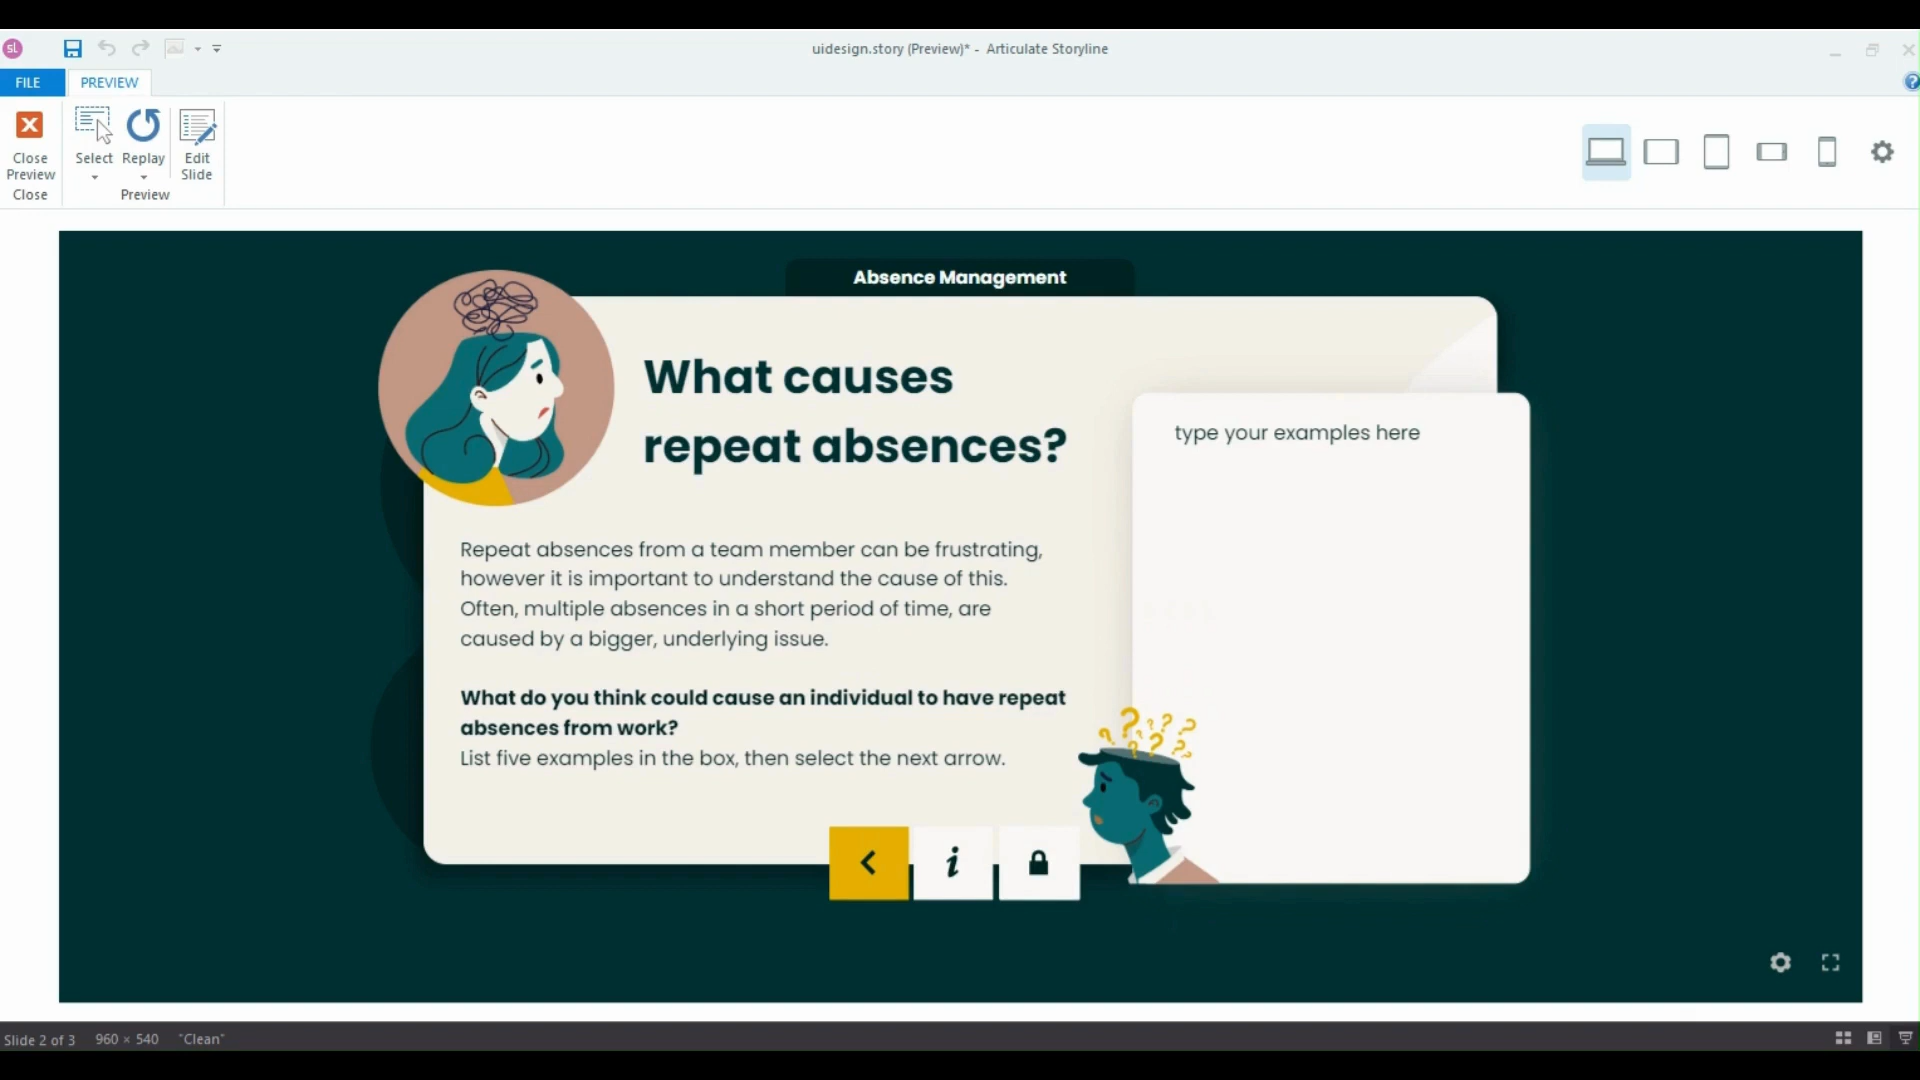 sl
uidesign.story (Preview)* - Articulate Storyline
FILE
PREVIEW
?
Close Preview
Select
Replay
Edit Slide
Close
Preview
Absence Management
What causes
repeat absences?
type your examples here
Repeat absences from a team member can be frustrating,
however it is important to understand the cause of this.
Often, multiple absences in a short period of time, are
caused by a bigger, underlying issue.
What do you think could cause an individual to have repeat
absences from work?
List five examples in the box, then select the next arrow.
i
Slide 2 of 3
960 × 540
"Clean"